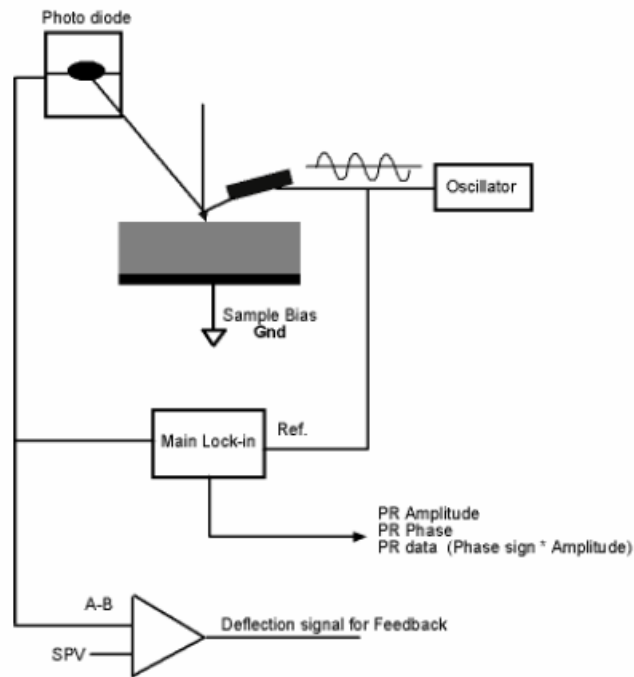 Photo diode
Oscillator
Sample Bias
Gnd
Main Lock-in
Ref.
PR Amplitude
PR Phase
PR data (Phase sign * Amplitude)
A-B
Deflection signal for Feedback
SPV